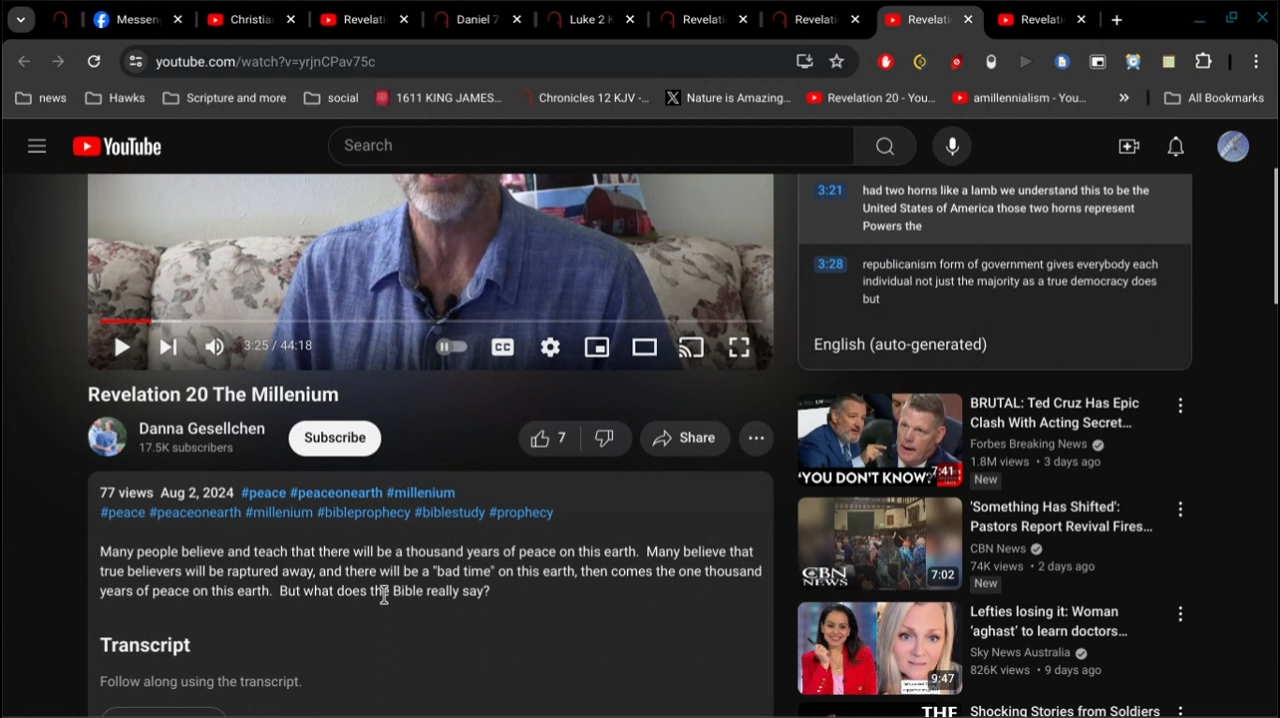 Messen
Christia
Revelati
Daniel 7
Luke 2 K
Revelati
Revelati
Revelati
Revelati
youtube.com/watch?v=yrjnCPav75c
news
Hawks
Scripture and more
social
1611 KING JAMES...
Chronicles 12 KJV -...
Nature is Amazing...
Revelation 20 - You...
amillennialism - You...
All Bookmarks
YouTube
Search
3:21
had two horns like a lamb we understand this to be the
United States of America those two horns represent
Powers the
3:28
republicanism form of government gives everybody each
individual not just the majority as a true democracy does
but
English (auto-generated)
CC
3:25 / 44:18
Revelation 20 The Millenium
Danna Gesellchen
17.5K subscribers
Subscribe
7
Share
77 views Aug 2, 2024 #peace #peaceonearth #millenium
#peace #peaceonearth #millenium #bibleprophecy #biblestudy #prophecy
Many people believe and teach that there will be a thousand years of peace on this earth. Many believe that
true believers will be raptured away, and there will be a "bad time" on this earth, then comes the one thousand
years of peace on this earth. But what does the Bible really say?
Transcript
Follow along using the transcript.
BRUTAL: Ted Cruz Has Epic
Clash With Acting Secret...
Forbes Breaking News
1.8M views • 3 days ago
New
'YOU DON'T KNOW?'
7:41
'Something Has Shifted':
Pastors Report Revival Fires...
CBN News
74K views • 2 days ago
New
CBN NEWS
7:02
Lefties losing it: Woman
'aghast' to learn doctors...
Sky News Australia
826K views • 9 days ago
9:47
Shocking Stories from Soldiers
THE